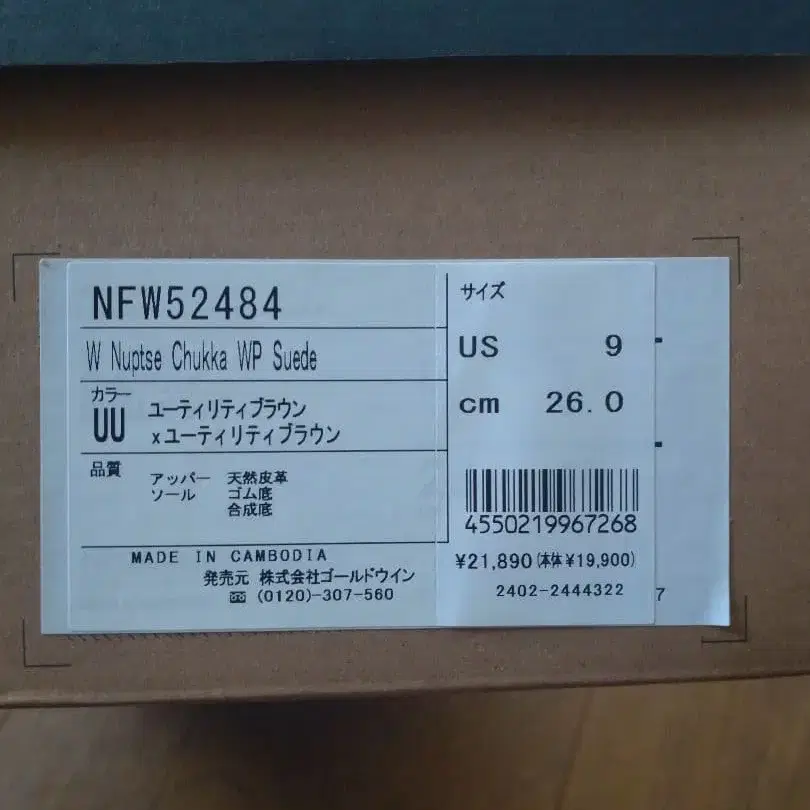 NFW52484
W Nuptse Chukka WP Suede
カラー
UU
ユーティリティブラウン
xユーティリティブラウン
品質
アッパー 天然皮革
ソール ゴム底
合成底
MADE IN CAMBODIA
発売元 株式会社ゴールドウイン
(0120)-307-560
サイズ
US 9
cm 26.0
4550219967268
¥21,890(本体¥19,900)
2402-2444322
7